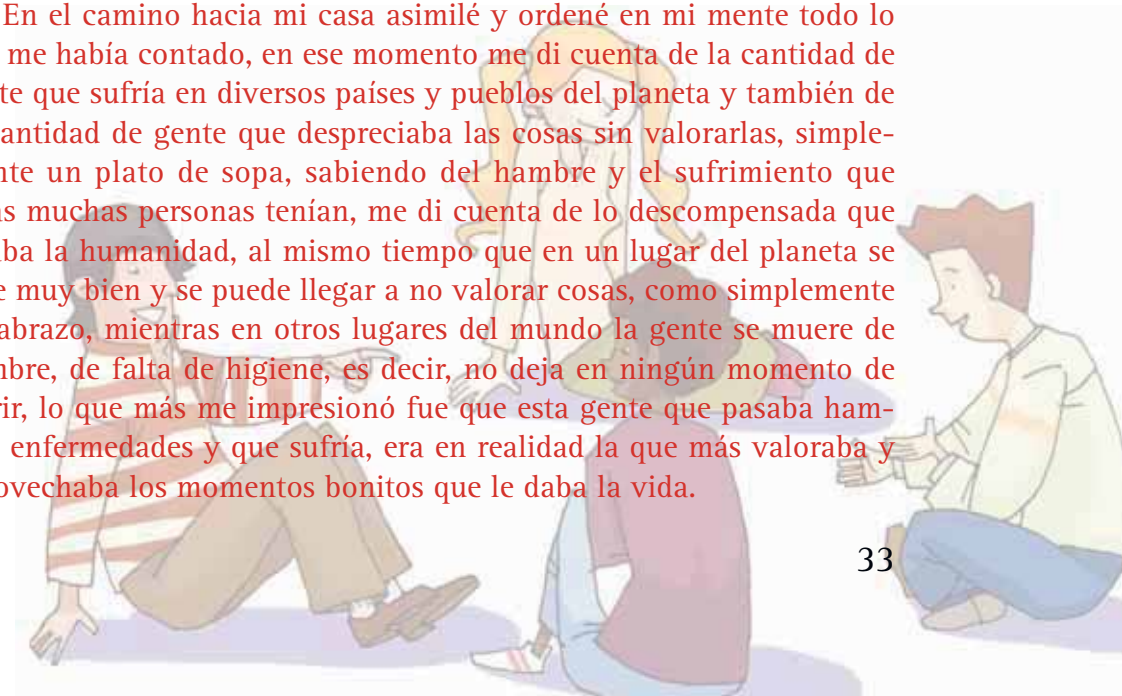 En el camino hacia mi casa asimilé y ordené en mi mente todo lo
me había contado, en ese momento me di cuenta de la cantidad de
te que sufría en diversos países y pueblos del planeta y también de
antidad de gente que despreciaba las cosas sin valorarlas, simple-
nte un plato de sopa, sabiendo del hambre y el sufrimiento que
as muchas personas tenían, me di cuenta de lo descompensada que
aba la humanidad, al mismo tiempo que en un lugar del planeta se
e muy bien y se puede llegar a no valorar cosas, como simplemente
abrazo, mientras en otros lugares del mundo la gente se muere de
nbre, de falta de higiene, es decir, no deja en ningún momento de
rir, lo que más me impresionó fue que esta gente que pasaba ham-
enfermedades y que sufría, era en realidad la que más valoraba y
ovechaba los momentos bonitos que le daba la vida.
33